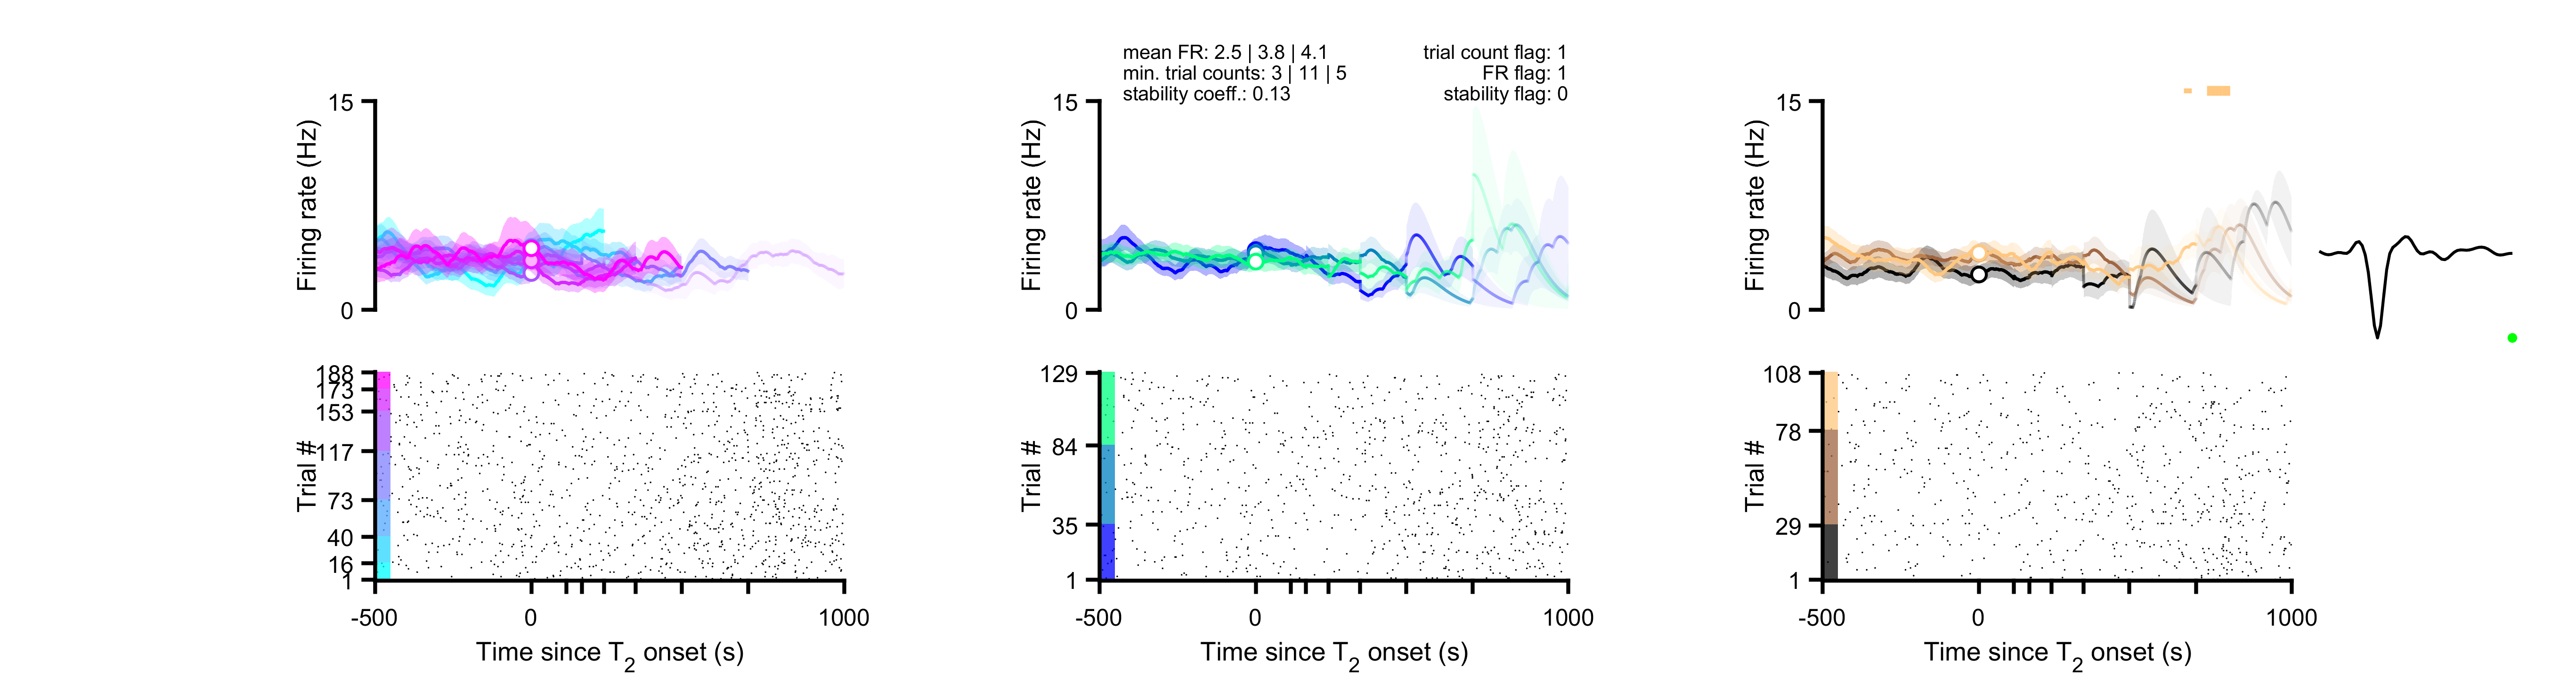 mean FR: 2.5 | 3.8 | 4.1
min. trial counts: 3 | 11 | 5
stability coeff.: 0.13
trial count flag: 1
FR flag: 1
stability flag: 0
15
Firing rate (Hz)
0
15
Firing rate (Hz)
0
15
Firing rate (Hz)
0
188
173
153
117
73
40
16
1
Trial #
-500
0
1000
Time since T2 onset (s)
129
84
35
1
Trial #
-500
0
1000
Time since T2 onset (s)
108
78
29
1
Trial #
-500
0
1000
Time since T2 onset (s)